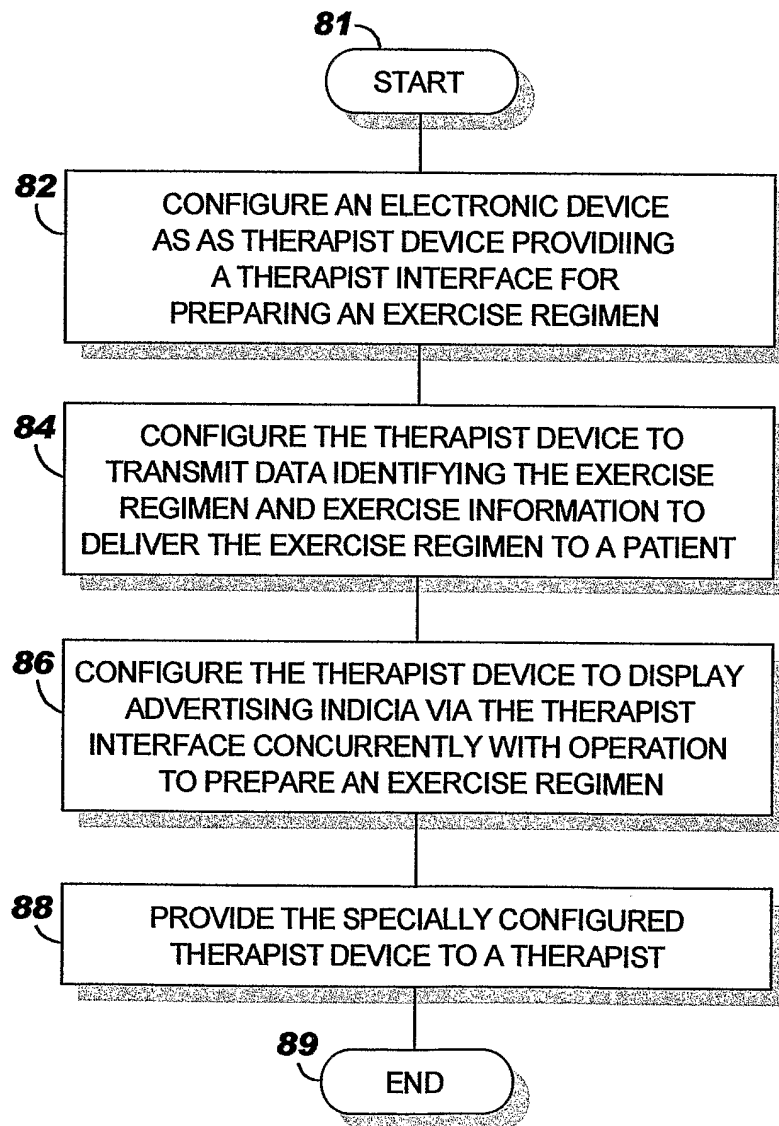 81
START
82
CONFIGURE AN ELECTRONIC DEVICE
AS AS THERAPIST DEVICE PROVIDIING
A THERAPIST INTERFACE FOR
PREPARING AN EXERCISE REGIMEN
84
CONFIGURE THE THERAPIST DEVICE TO
TRANSMIT DATA IDENTIFYING THE EXERCISE
REGIMEN AND EXERCISE INFORMATION TO
DELIVER THE EXERCISE REGIMEN TO A PATIENT
86
CONFIGURE THE THERAPIST DEVICE TO DISPLAY
ADVERTISING INDICIA VIA THE THERAPIST
INTERFACE CONCURRENTLY WITH OPERATION
TO PREPARE AN EXERCISE REGIMEN
88
PROVIDE THE SPECIALLY CONFIGURED
THERAPIST DEVICE TO A THERAPIST
89
END